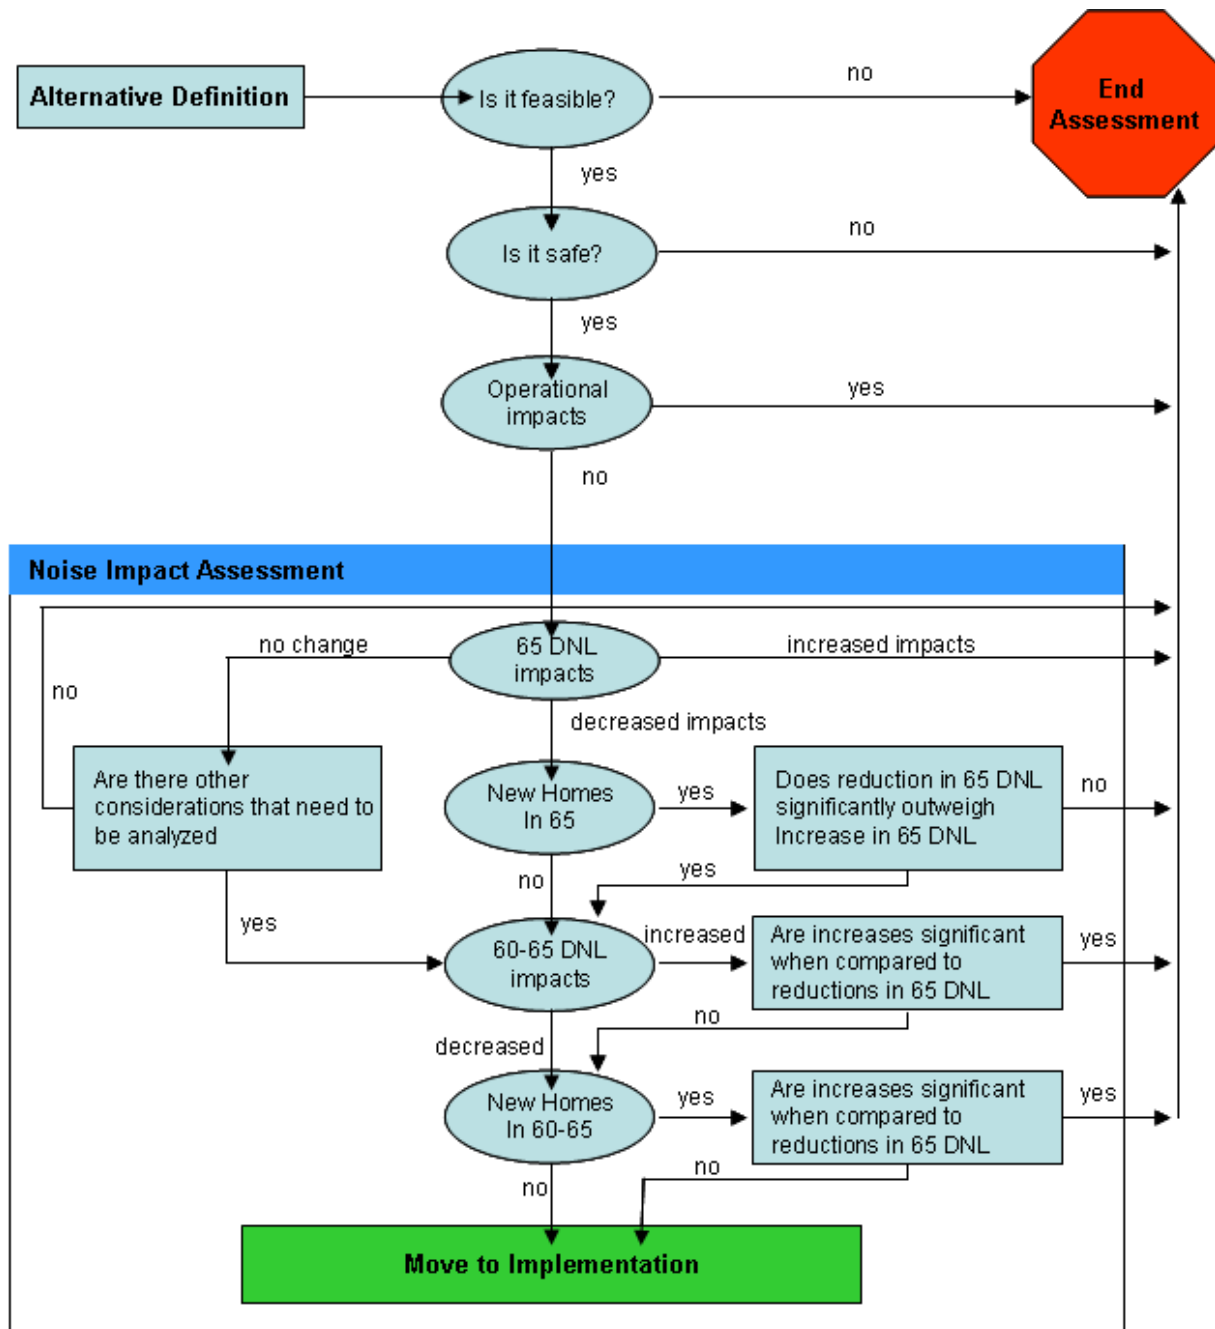 Alternative Definition
Is it feasible?
no
End
Assessment
yes
Is it safe?
no
yes
Operational
impacts
yes
no
Noise Impact Assessment
no change
65 DNL
impacts
increased impacts
no
decreased impacts
Are there other
considerations that need to
be analyzed
New Homes
In 65
yes
Does reduction in 65 DNL
significantly outweigh
Increase in 65 DNL
no
yes
no
yes
60-65 DNL
impacts
increased
Are increases significant
when compared to
reductions in 65 DNL
yes
no
decreased
New Homes
In 60-65
yes
Are increases significant
when compared to
reductions in 65 DNL
yes
no
no
Move to Implementation